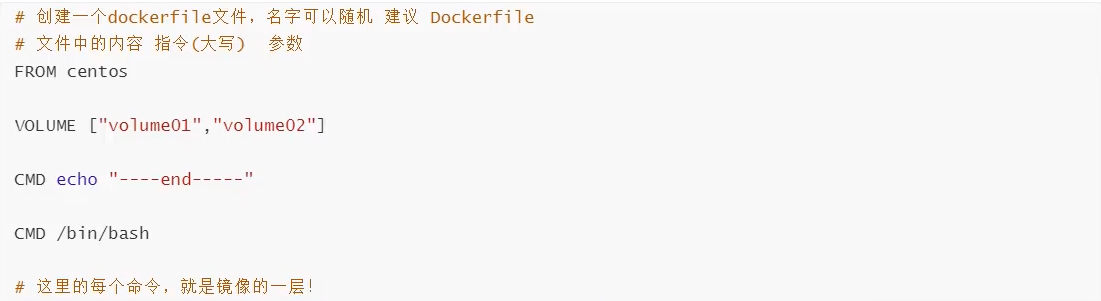 # 创建一个dockerfile文件，名字可以随机 建议 Dockerfile
# 文件中的内容 指令(大写)  参数
FROM centos
VOLUME ["volume01","volume02"]
CMD echo "----end-----"
CMD /bin/bash
# 这里的每个命令，就是镜像的一层！